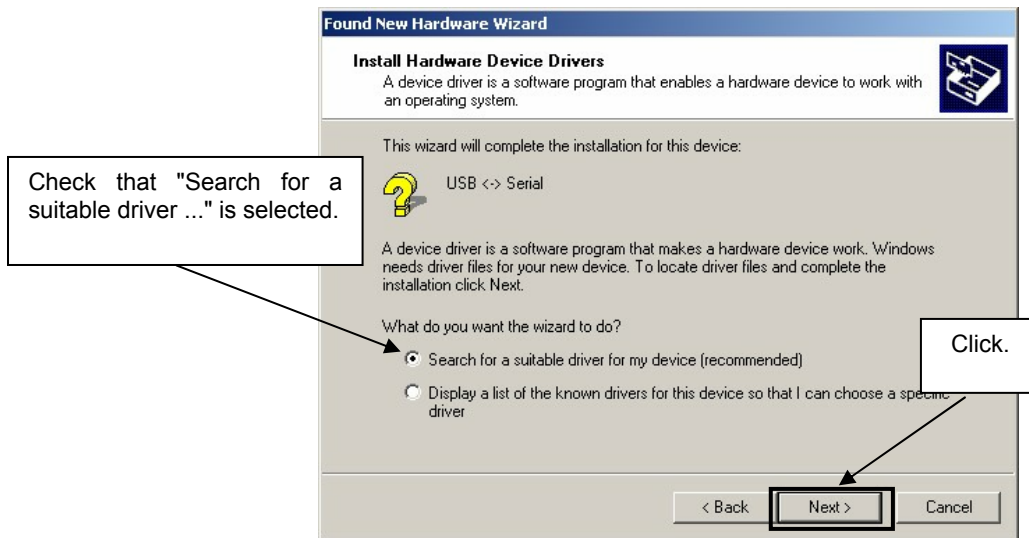 Found New Hardware Wizard
Install Hardware Device Drivers
A device driver is a software program that enables a hardware device to work with
an operating system.
This wizard will complete the installation for this device:
USB <-> Serial
Check that "Search for a
suitable driver ..." is selected.
A device driver is a software program that makes a hardware device work. Windows
needs driver files for your new device. To locate driver files and complete the
installation click Next.
What do you want the wizard to do?
Click.
Search for a suitable driver for my device (recommended)
Display a list of the known drivers for this device so that I can choose a specific
driver
< Back
Next >
Cancel